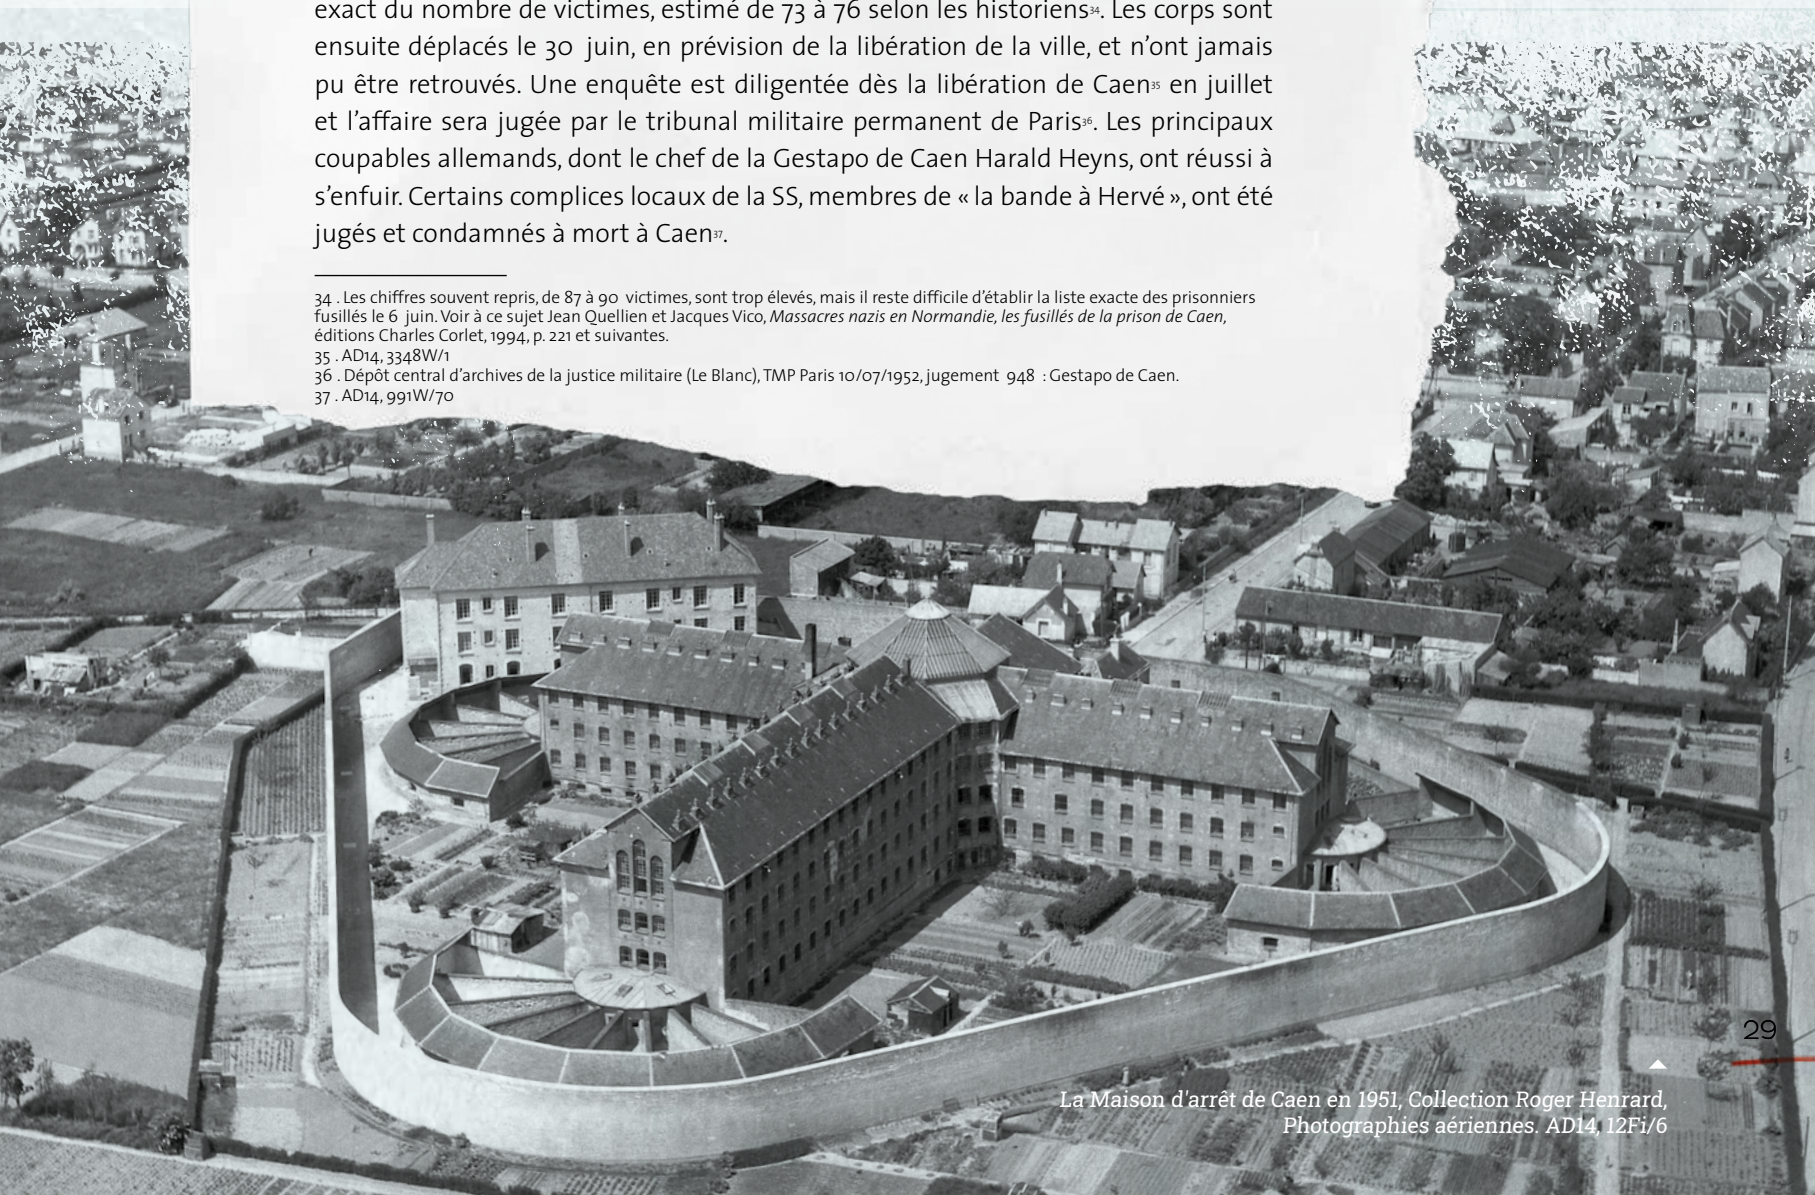 exact du nombre de victimes, estimé de 73 à 76 selon les historiens34. Les corps sont
ensuite déplacés le 30 juin, en prévision de la libération de la ville, et n’ont jamais
pu être retrouvés. Une enquête est diligentée dès la libération de Caen35 en juillet
et l’affaire sera jugée par le tribunal militaire permanent de Paris36. Les principaux
coupables allemands, dont le chef de la Gestapo de Caen Harald Heyns, ont réussi à
s’enfuir. Certains complices locaux de la SS, membres de « la bande à Hervé », ont été
jugés et condamnés à mort à Caen37.
34 . Les chiffres souvent repris, de 87 à 90 victimes, sont trop élevés, mais il reste difficile d’établir la liste exacte des prisonniers
fusillés le 6 juin. Voir à ce sujet Jean Quellien et Jacques Vico, Massacres nazis en Normandie, les fusillés de la prison de Caen,
éditions Charles Corlet, 1994, p. 221 et suivantes.
35 . AD14, 3348W/1
36 . Dépôt central d’archives de la justice militaire (Le Blanc), TMP Paris 10/07/1952, jugement 948 : Gestapo de Caen.
37 . AD14, 991W/70
29
La Maison d'arrêt de Caen en 1951, Collection Roger Henrard,
Photographies aériennes. AD14, 12Fi/6